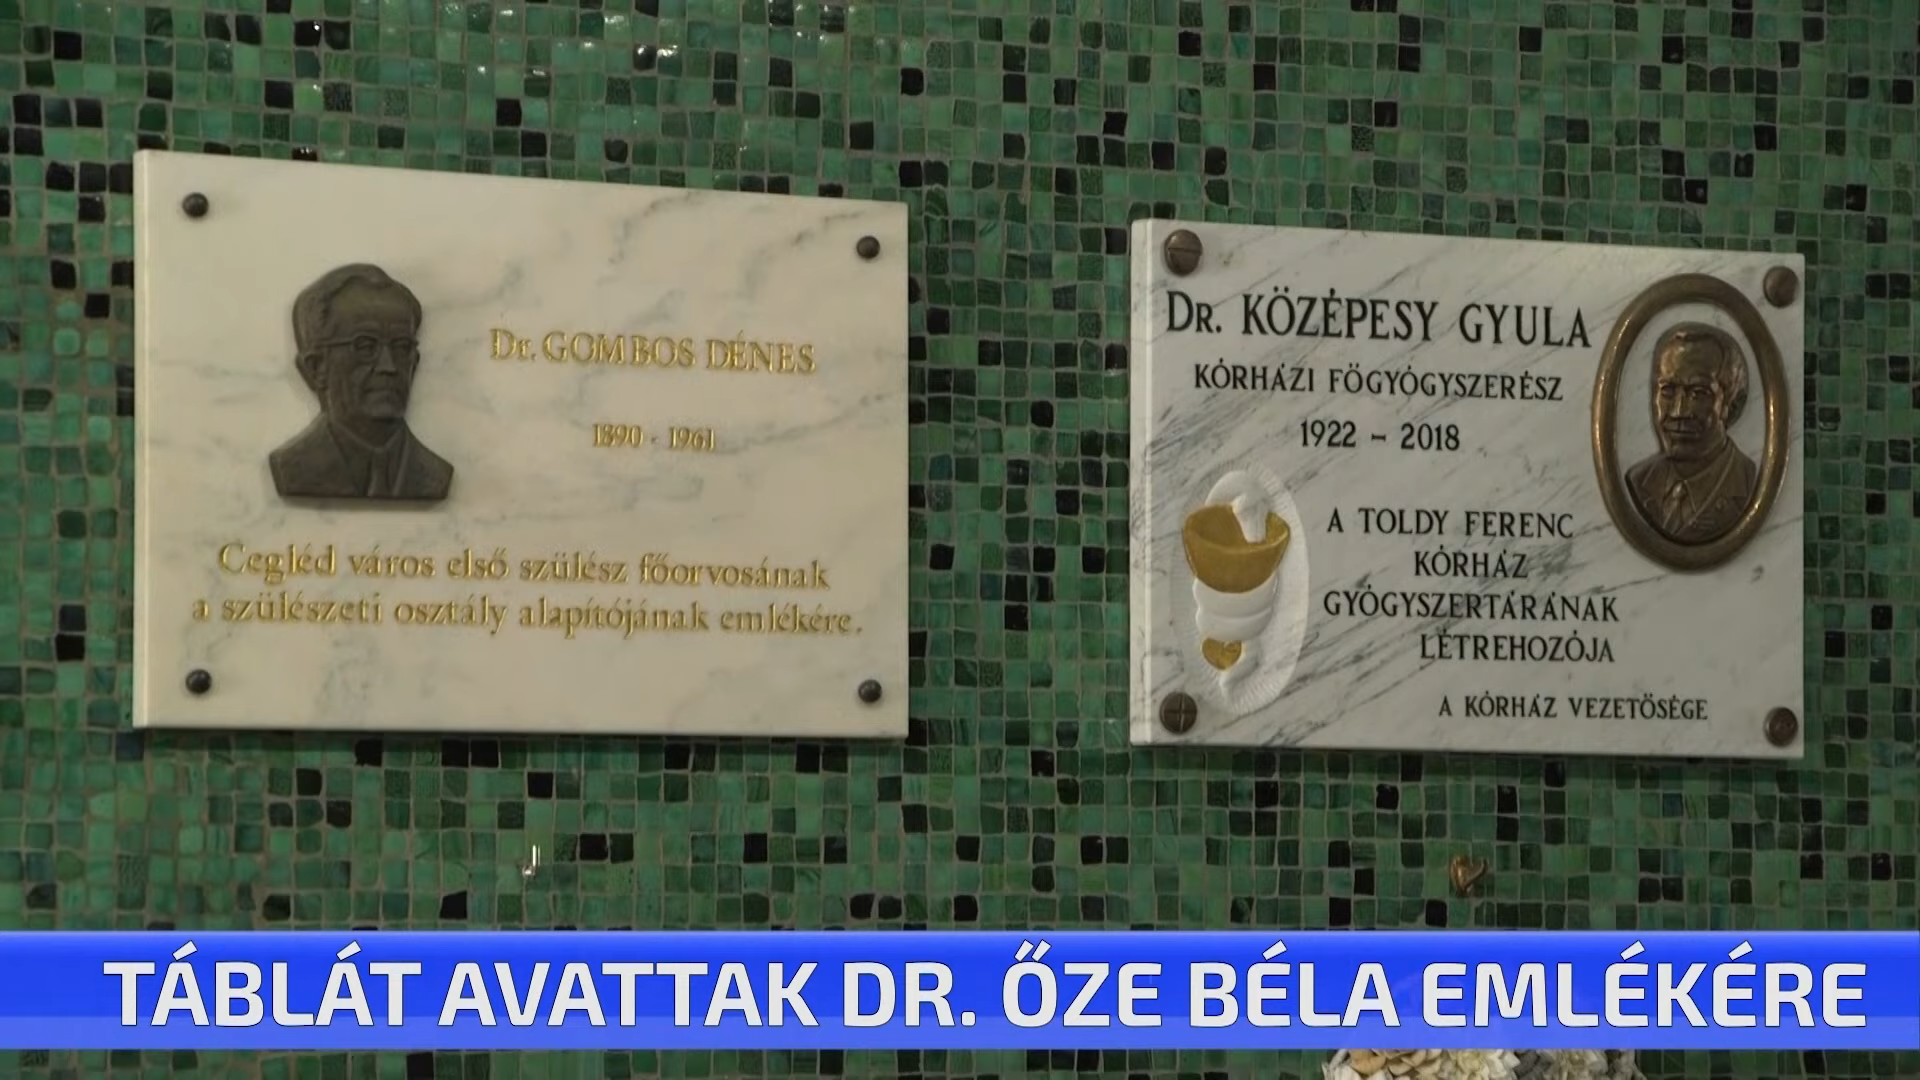 Dr. GOMBOS DÉNES
1890 - 1961
Cegléd város első szülész főorvosának
a szülészeti osztály alapítójának emlékére.
DR. KÖZÉPESY GYULA
KÓRHÁZI FŐGYÓGYSZERÉSZ
1922 - 2018
A TOLDY FERENC
KÓRHÁZ
GYÓGYSZERTÁRÁNAK
LÉTREHOZÓJA
A KÓRHÁZ VEZETŐSÉGE
TÁBLÁT AVATTAK DR. ŐZE BÉLA EMLÉKÉRE